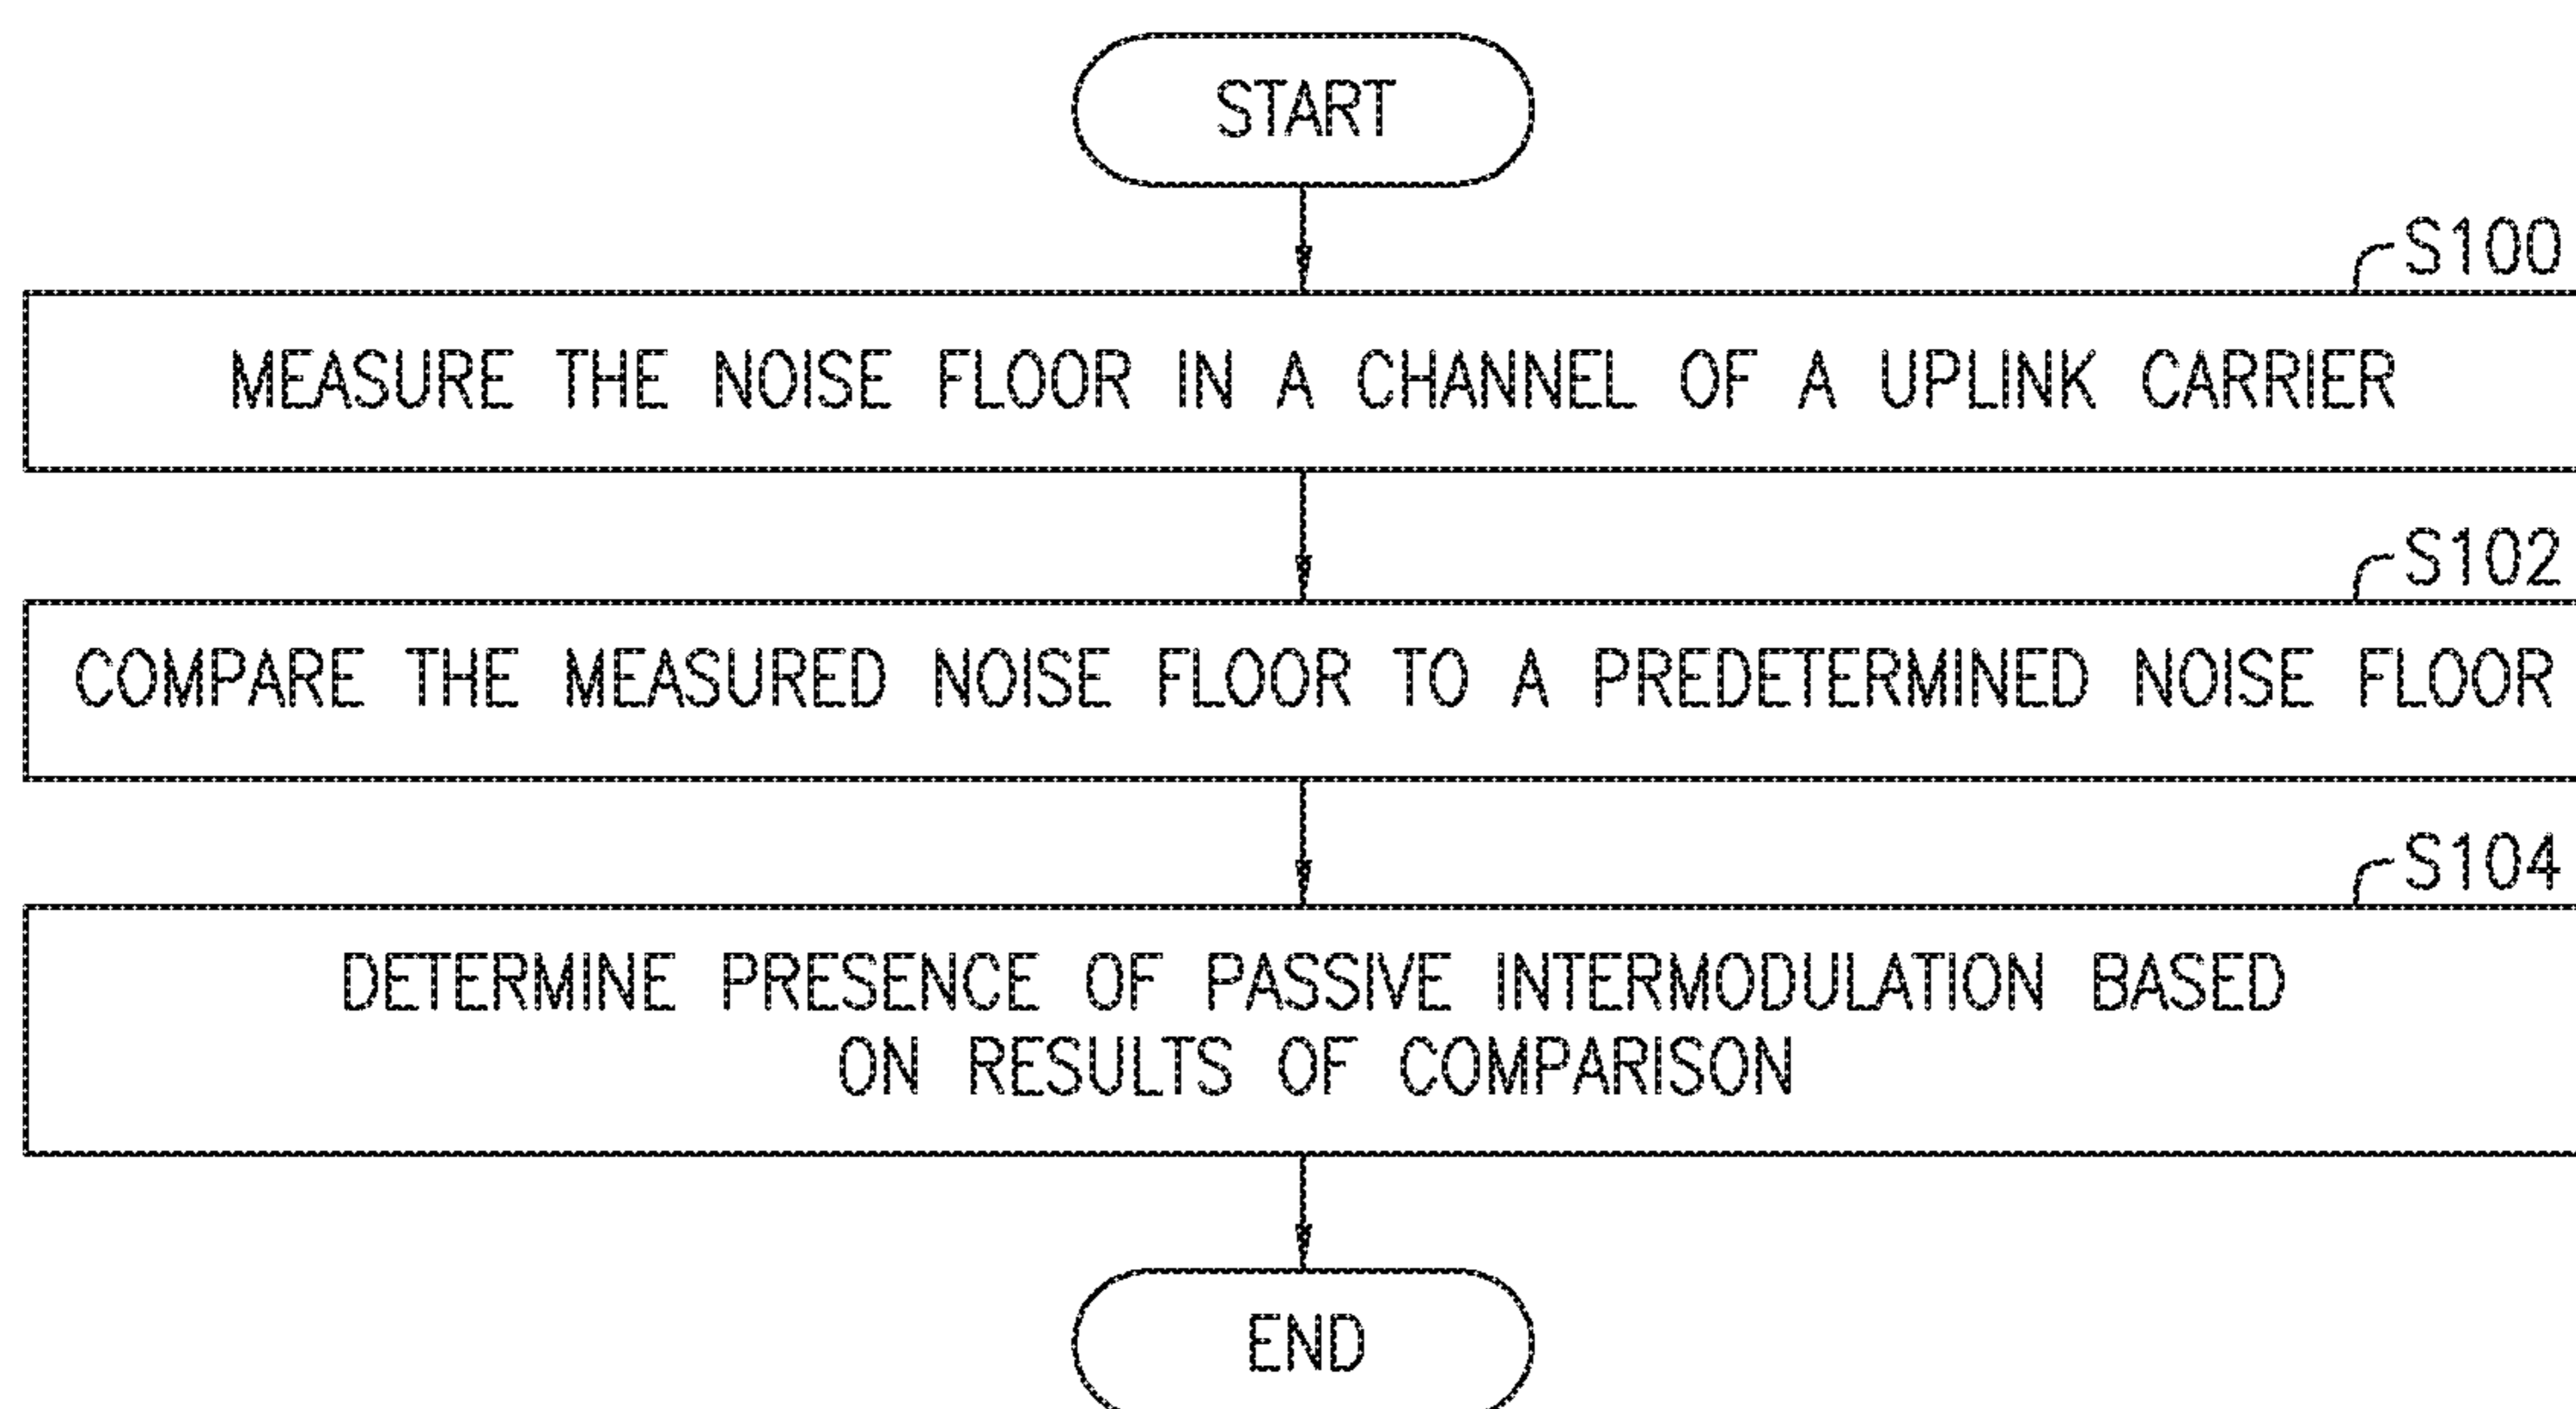 START
S100
MEASURE THE NOISE FLOOR IN A CHANNEL OF A UPLINK CARRIER
S102
COMPARE THE MEASURED NOISE FLOOR TO A PREDETERMINED NOISE FLOOR
S104
DETERMINE PRESENCE OF PASSIVE INTERMODULATION BASED
ON RESULTS OF COMPARISON
END